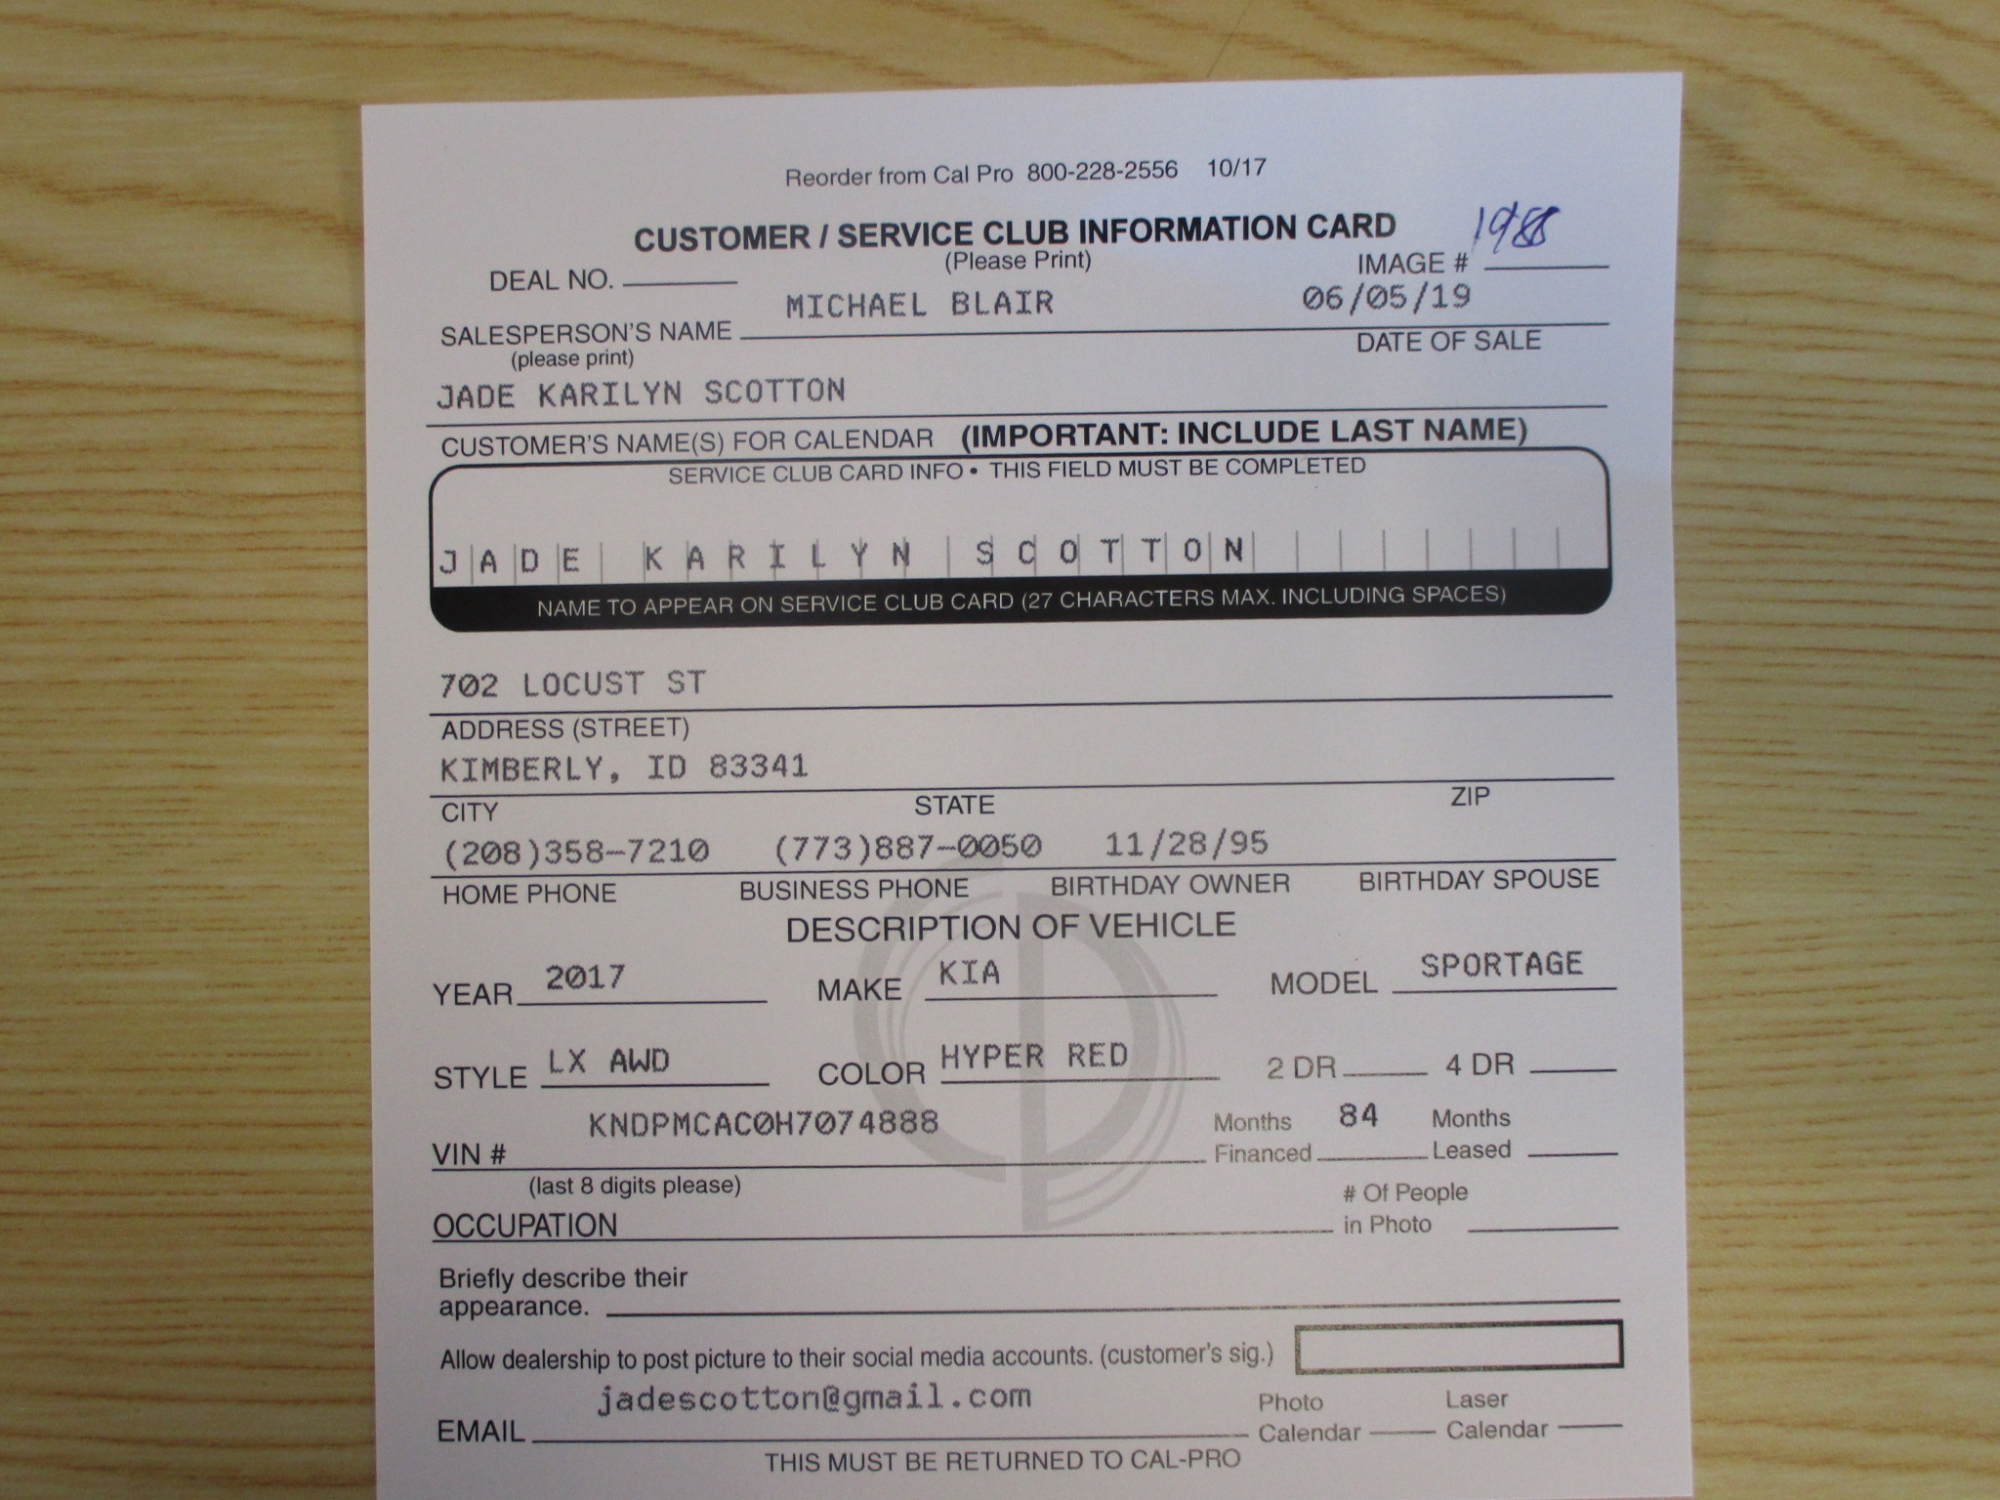 Reorder from Cal Pro 800-228-2556 10/17
CUSTOMER / SERVICE CLUB INFORMATION CARD
(Please Print)
DEAL NO. IMAGE #
MICHAEL BLAIR 06/05/19
SALESPERSON'S NAME DATE OF SALE
(please print)
JADE KARILYN SCOTTON
CUSTOMER'S NAME(S) FOR CALENDAR (IMPORTANT: INCLUDE LAST NAME)
SERVICE CLUB CARD INFO • THIS FIELD MUST BE COMPLETED
JADE KARILYN SCOTTON
NAME TO APPEAR ON SERVICE CLUB CARD (27 CHARACTERS MAX. INCLUDING SPACES)
702 LOCUST ST
ADDRESS (STREET)
KIMBERLY, ID 83341
CITY STATE ZIP
(208)358-7210 (773)887-0050 11/28/95
HOME PHONE BUSINESS PHONE BIRTHDAY OWNER BIRTHDAY SPOUSE
DESCRIPTION OF VEHICLE
YEAR 2017 MAKE KIA MODEL SPORTAGE
STYLE LX AWD COLOR HYPER RED 2 DR 4 DR
KNDPMCAC0H7074888 Months 84 Months
VIN # Financed Leased
(last 8 digits please) # Of People
OCCUPATION in Photo
Briefly describe their
appearance.
Allow dealership to post picture to their social media accounts. (customer's sig.)
jadescotton@gmail.com Photo Laser
EMAIL Calendar Calendar
THIS MUST BE RETURNED TO CAL-PRO